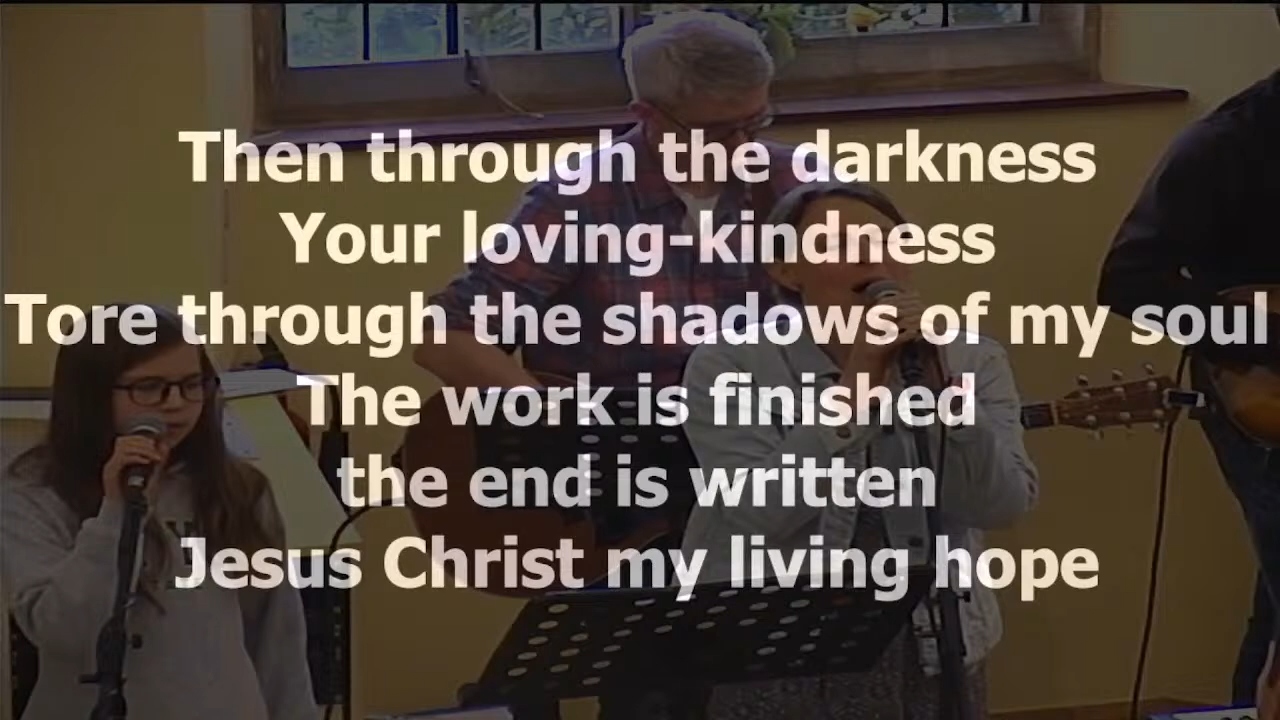 Then through the darkness
Your loving-kindness
Tore through the shadows of my soul
The work is finished
the end is written
Jesus Christ my living hope